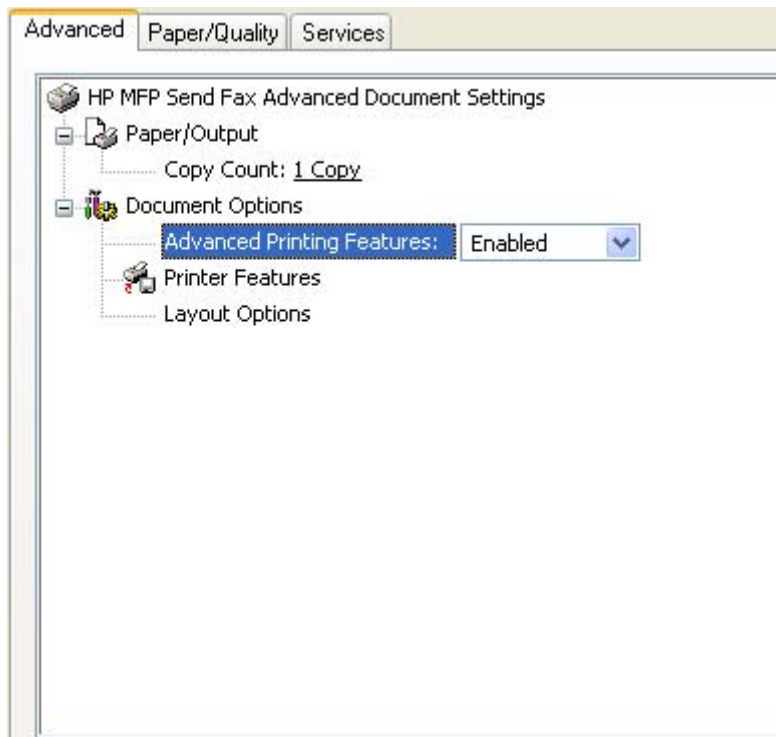 Advanced Paper/Quality Services
HP MFP Send Fax Advanced Document Settings
Paper/Output
Copy Count: 1 Copy
Document Options
Advanced Printing Features: Enabled
Printer Features
Layout Options